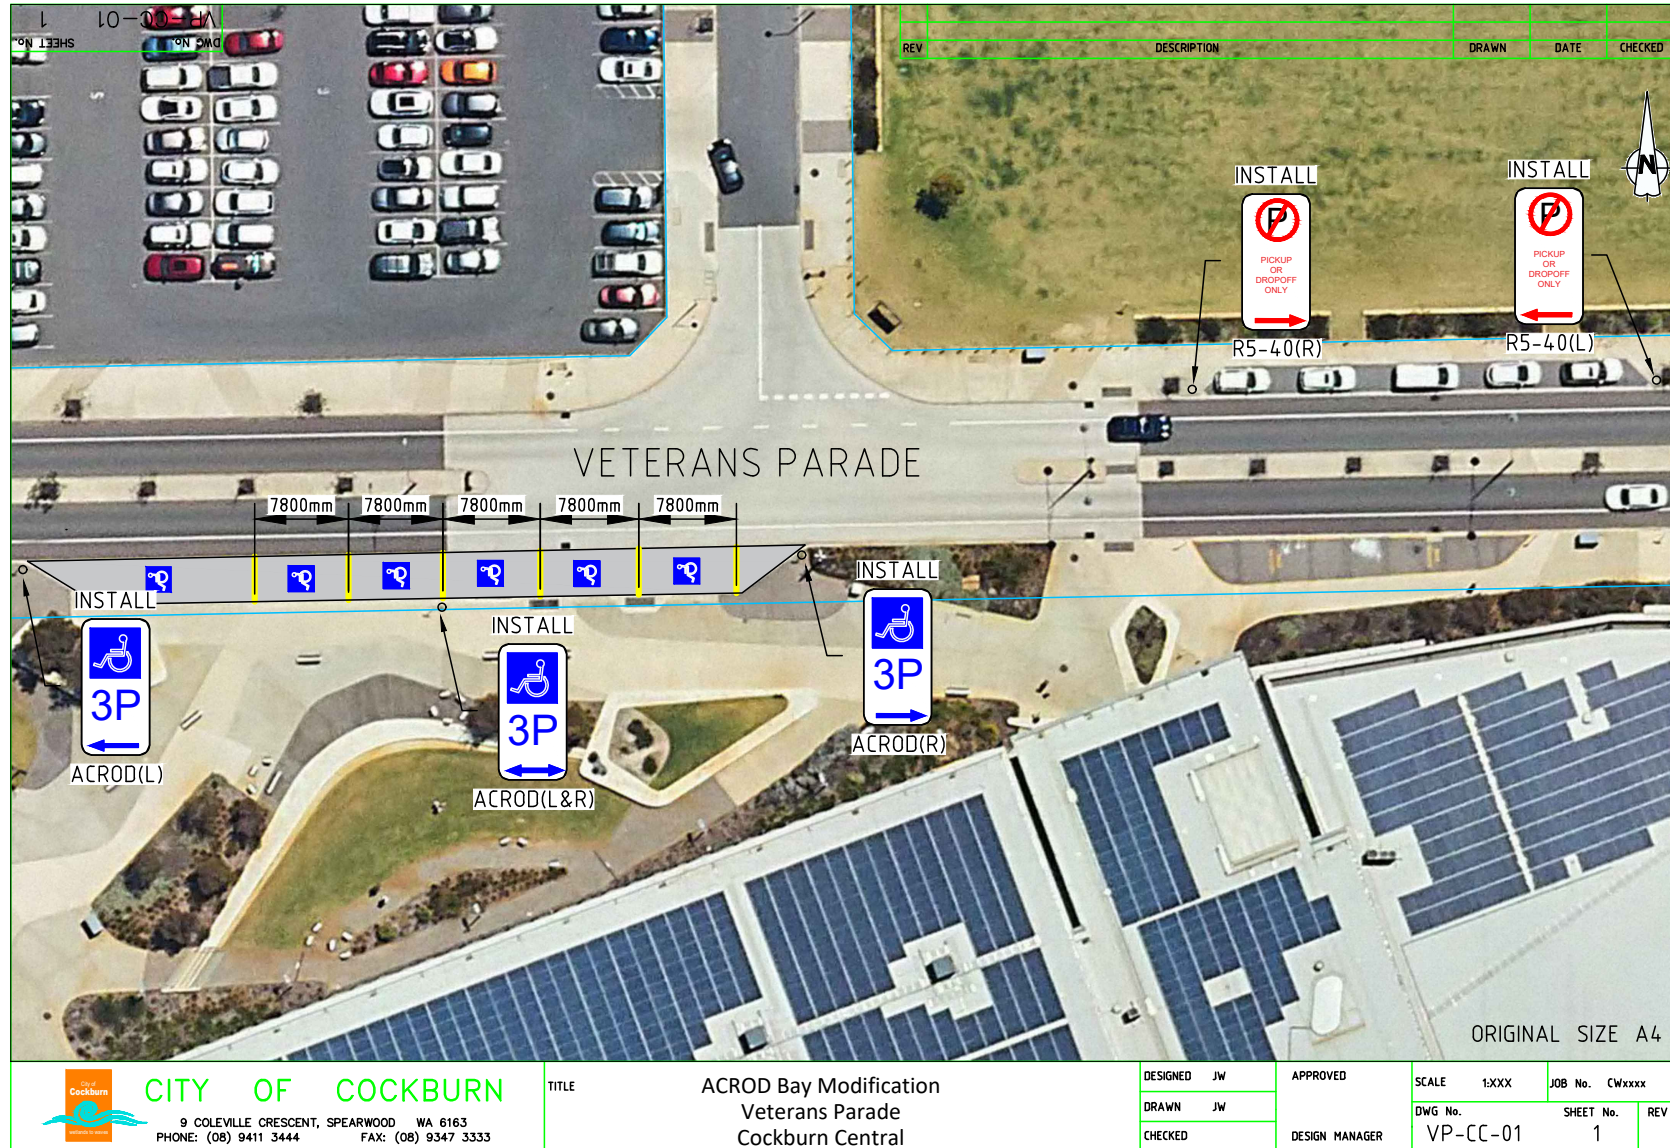 1 VP-CC-01
SHEET No. DWG No.
REV DESCRIPTION DRAWN DATE CHECKED
N
INSTALL
P
PICKUP
OR
DROPOFF
ONLY
R5-40(R)
INSTALL
P
PICKUP
OR
DROPOFF
ONLY
R5-40(L)
VETERANS PARADE
7800mm 7800mm 7800mm 7800mm 7800mm
INSTALL
3P
ACROD(L)
INSTALL
3P
ACROD(L&R)
INSTALL
3P
ACROD(R)
ORIGINAL SIZE A4
City of
Cockburn
CITY OF COCKBURN
9 COLEVILLE CRESCENT, SPEARWOOD WA 6163
PHONE: (08) 9411 3444 FAX: (08) 9347 3333
TITLE
ACROD Bay Modification
Veterans Parade
Cockburn Central
DESIGNED JW
DRAWN JW
CHECKED
APPROVED
DESIGN MANAGER
SCALE 1:XXX
JOB No. CWxxxx
DWG No.
VP-CC-01
SHEET No.
1
REV